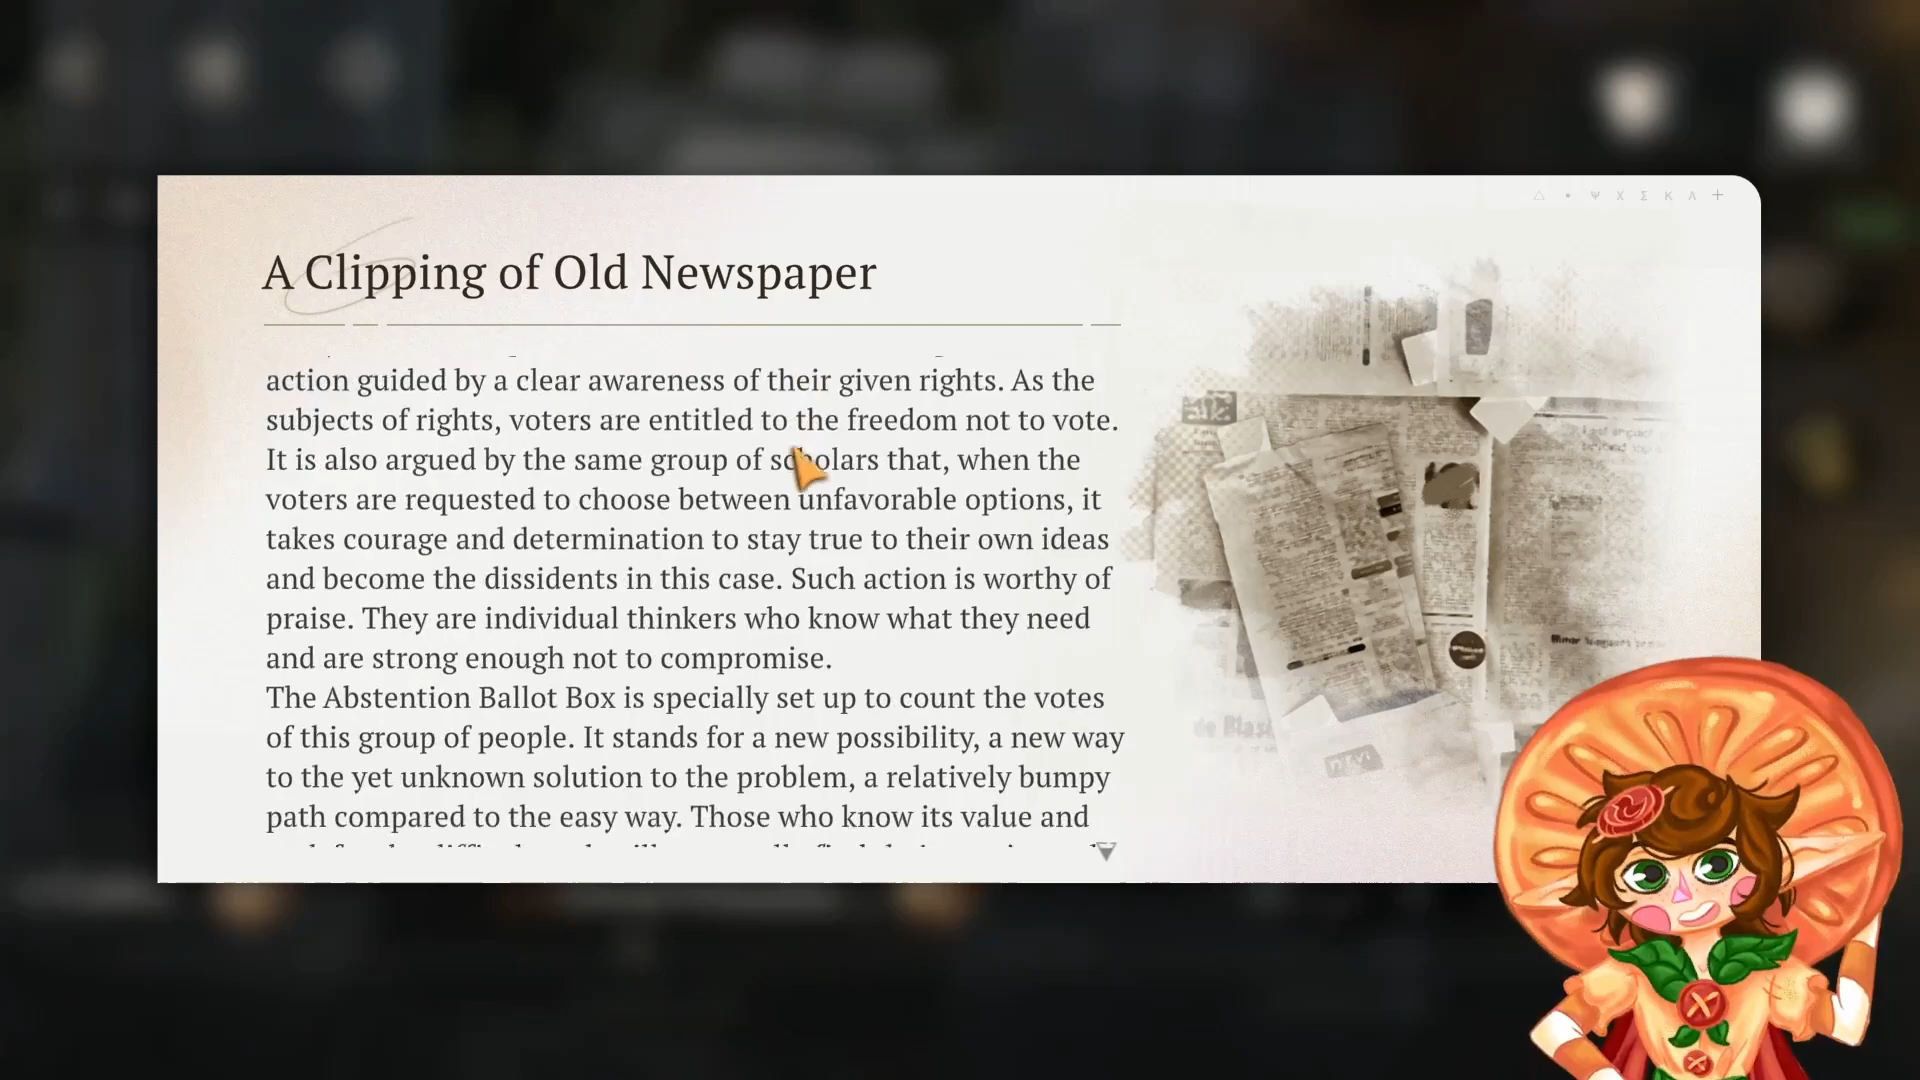 △ • Ψ Χ Σ Κ Λ +
A Clipping of Old Newspaper
action guided by a clear awareness of their given rights. As the
subjects of rights, voters are entitled to the freedom not to vote.
It is also argued by the same group of scholars that, when the
voters are requested to choose between unfavorable options, it
takes courage and determination to stay true to their own ideas
and become the dissidents in this case. Such action is worthy of
praise. They are individual thinkers who know what they need
and are strong enough not to compromise.
The Abstention Ballot Box is specially set up to count the votes
of this group of people. It stands for a new possibility, a new way
to the yet unknown solution to the problem, a relatively bumpy
path compared to the easy way. Those who know its value and